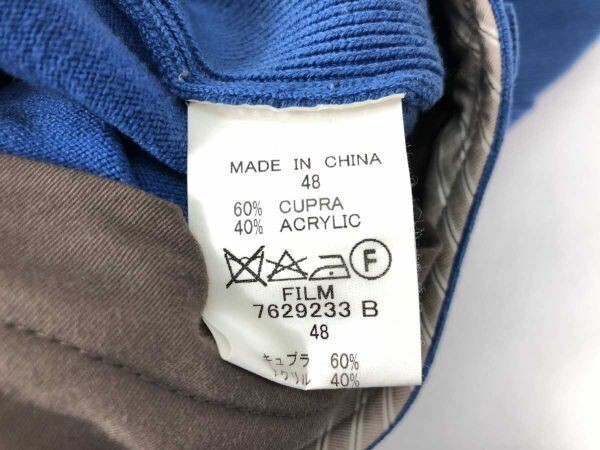 MADE IN CHINA
48
60% CUPRA
40% ACRYLIC
F
FILM
7629233 B
48
キュプラ 60%
アクリル 40%